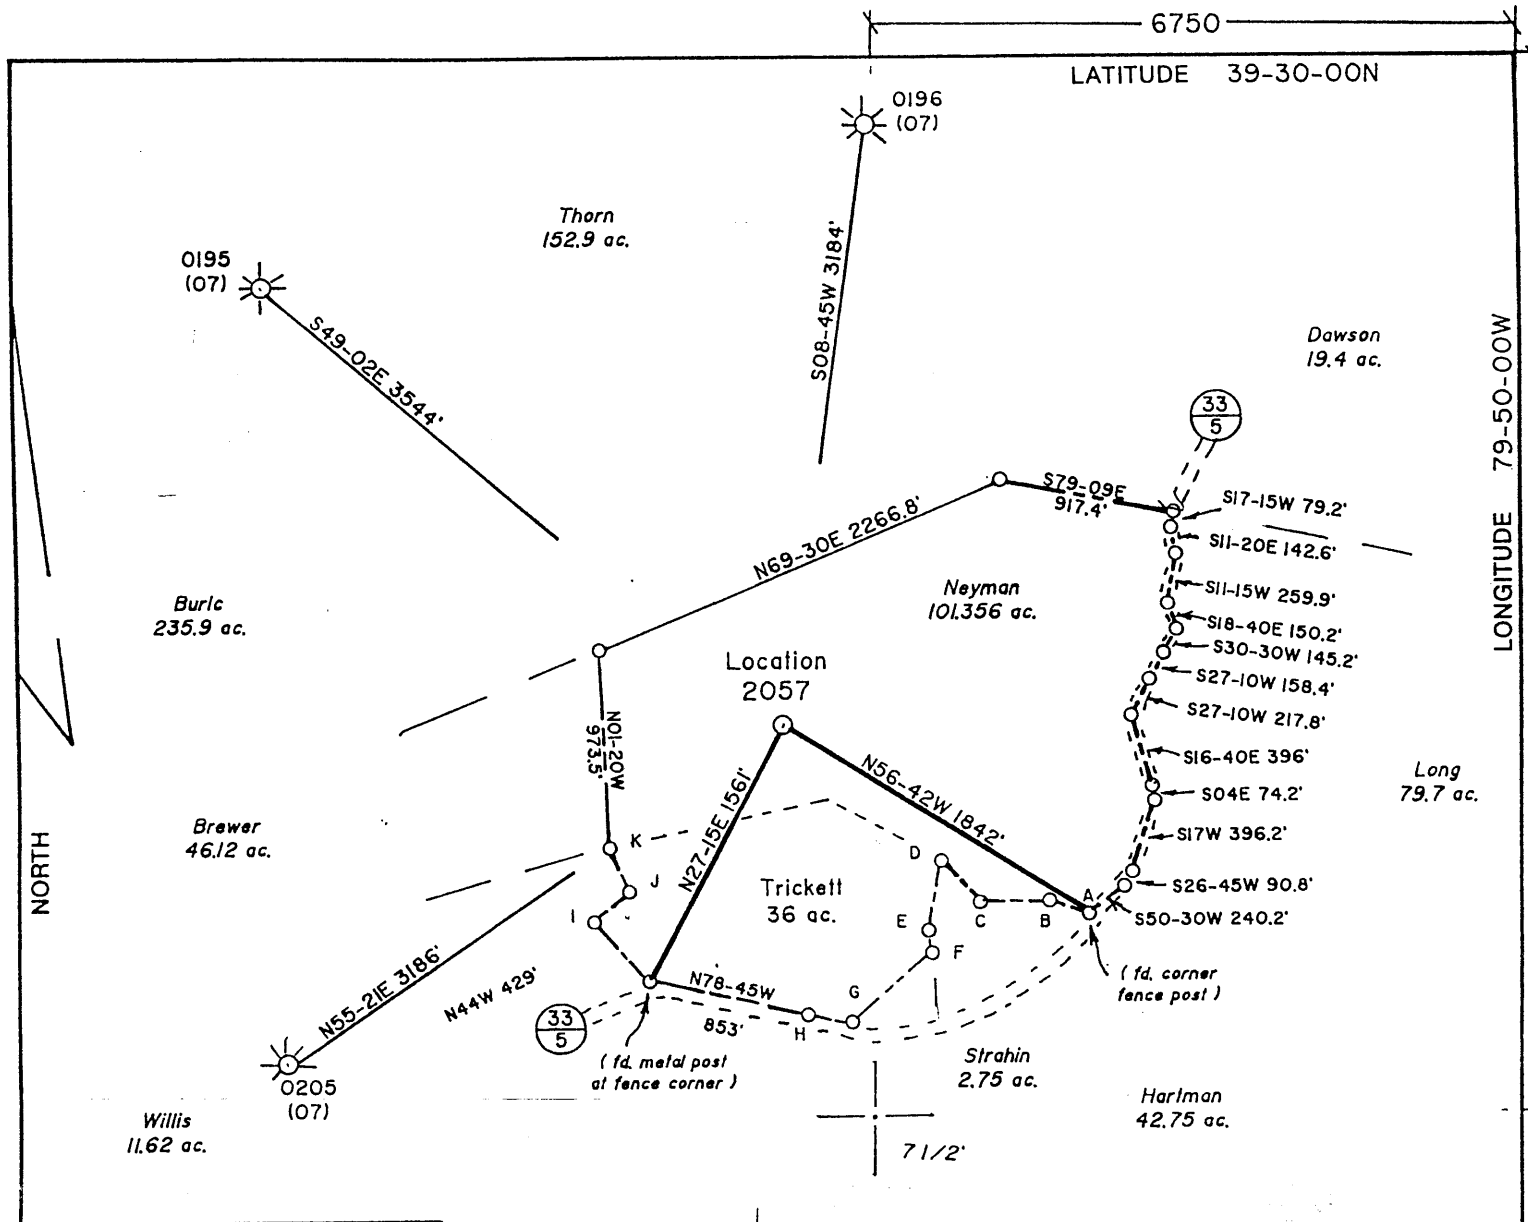 6750
LATITUDE 39-30-00N
0196
(07)
Thorn
152.9 ac.
0195
(07)
S49-02E 3544'
S08-45W 3184'
Dawson
19.4 ac.
LONGITUDE 79-50-00W
33
5
S79-09E
917.4'
S17-15W 79.2'
S11-20E 142.6'
N69-30E 2266.8'
S11-15W 259.9'
Neyman
101.356 ac.
Buric
235.9 ac.
S18-40E 150.2'
S30-30W 145.2'
Location
2057
S27-10W 158.4'
S27-10W 217.8'
N01-20W
973.5'
S16-40E 396'
N56-42W 1842'
Long
79.7 ac.
S04E 74.2'
N27-15E 1561'
Brewer
46.12 ac.
S17W 396.2'
K
D
J
Trickett
36 ac.
A
S26-45W 90.8'
NORTH
I
E
C
B
S50-30W 240.2'
F
N55-21E 3186'
N44W 429'
N78-45W
853'
G
H
( fd. corner
fence post )
33
5
( fd. metal post
at fence corner )
Strahin
2.75 ac.
0205
(07)
Hartman
42.75 ac.
Willis
11.62 ac.
7 1/2'